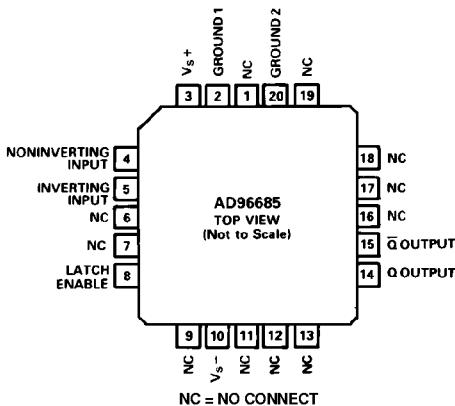 Vs+
GROUND 1
NC
GROUND 2
NC
3 2 1 20 19
NONINVERTING
INPUT 4
INVERTING
INPUT 5
NC 6
NC 7
LATCH
ENABLE 8
AD96685
TOP VIEW
(Not to Scale)
18 NC
17 NC
16 NC
15 Q̅ OUTPUT
14 Q OUTPUT
9 10 11 12 13
NC
Vs−
NC
NC
NC
NC = NO CONNECT